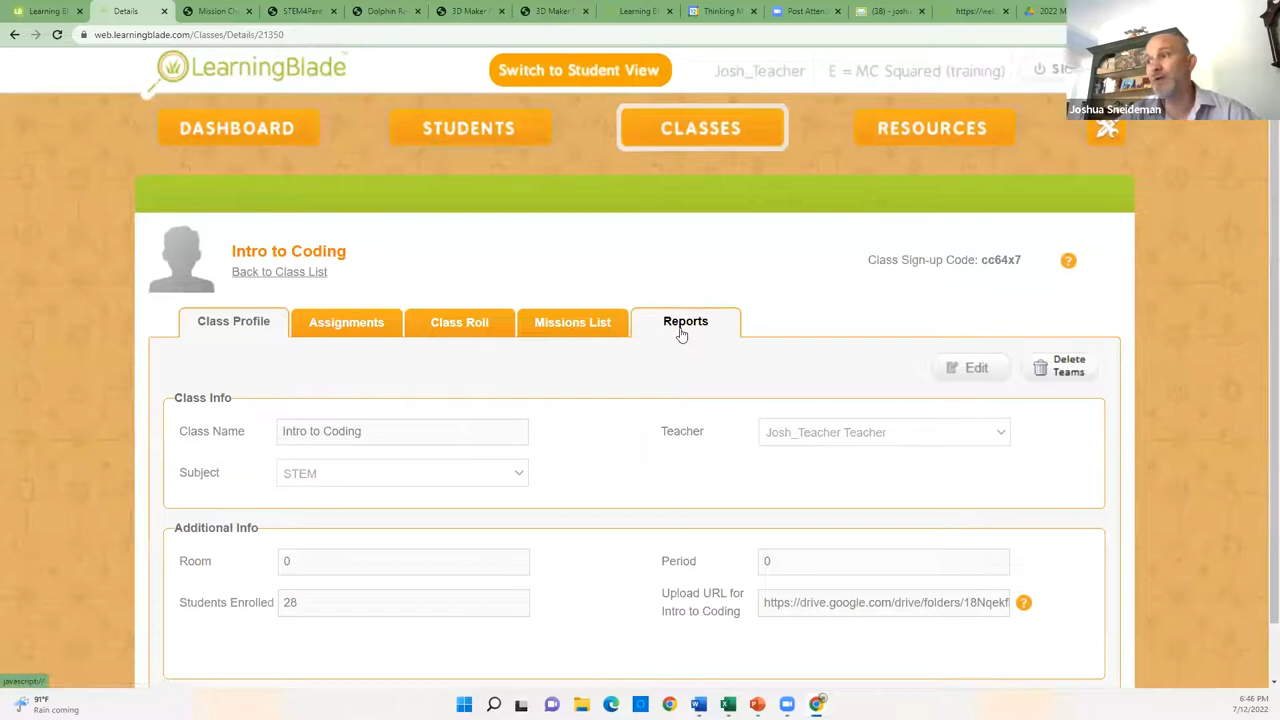 Learning Bl
Details
Mission Ch
STEM4Pare
Dolphin Re
3D Maker
3D Maker
Learning B
Thinking M
Post Attend
(38) - joshu
https://web
2022 M
web.learningblade.com/Classes/Details/21350
LearningBlade
Switch to Student View
Josh_Teacher
E = MC Squared (training)
Joshua Sneideman
DASHBOARD
STUDENTS
CLASSES
RESOURCES
Intro to Coding
Back to Class List
Class Sign-up Code: cc64x7
?
Class Profile
Assignments
Class Roll
Missions List
Reports
Edit
Delete
Teams
Class Info
Class Name
Intro to Coding
Teacher
Josh_Teacher Teacher
Subject
STEM
Additional Info
Room
0
Period
0
Students Enrolled
28
Upload URL for
Intro to Coding
https://drive.google.com/drive/folders/18Nqekf
?
javascript://
91°F
Rain coming
6:46 PM
7/12/2022